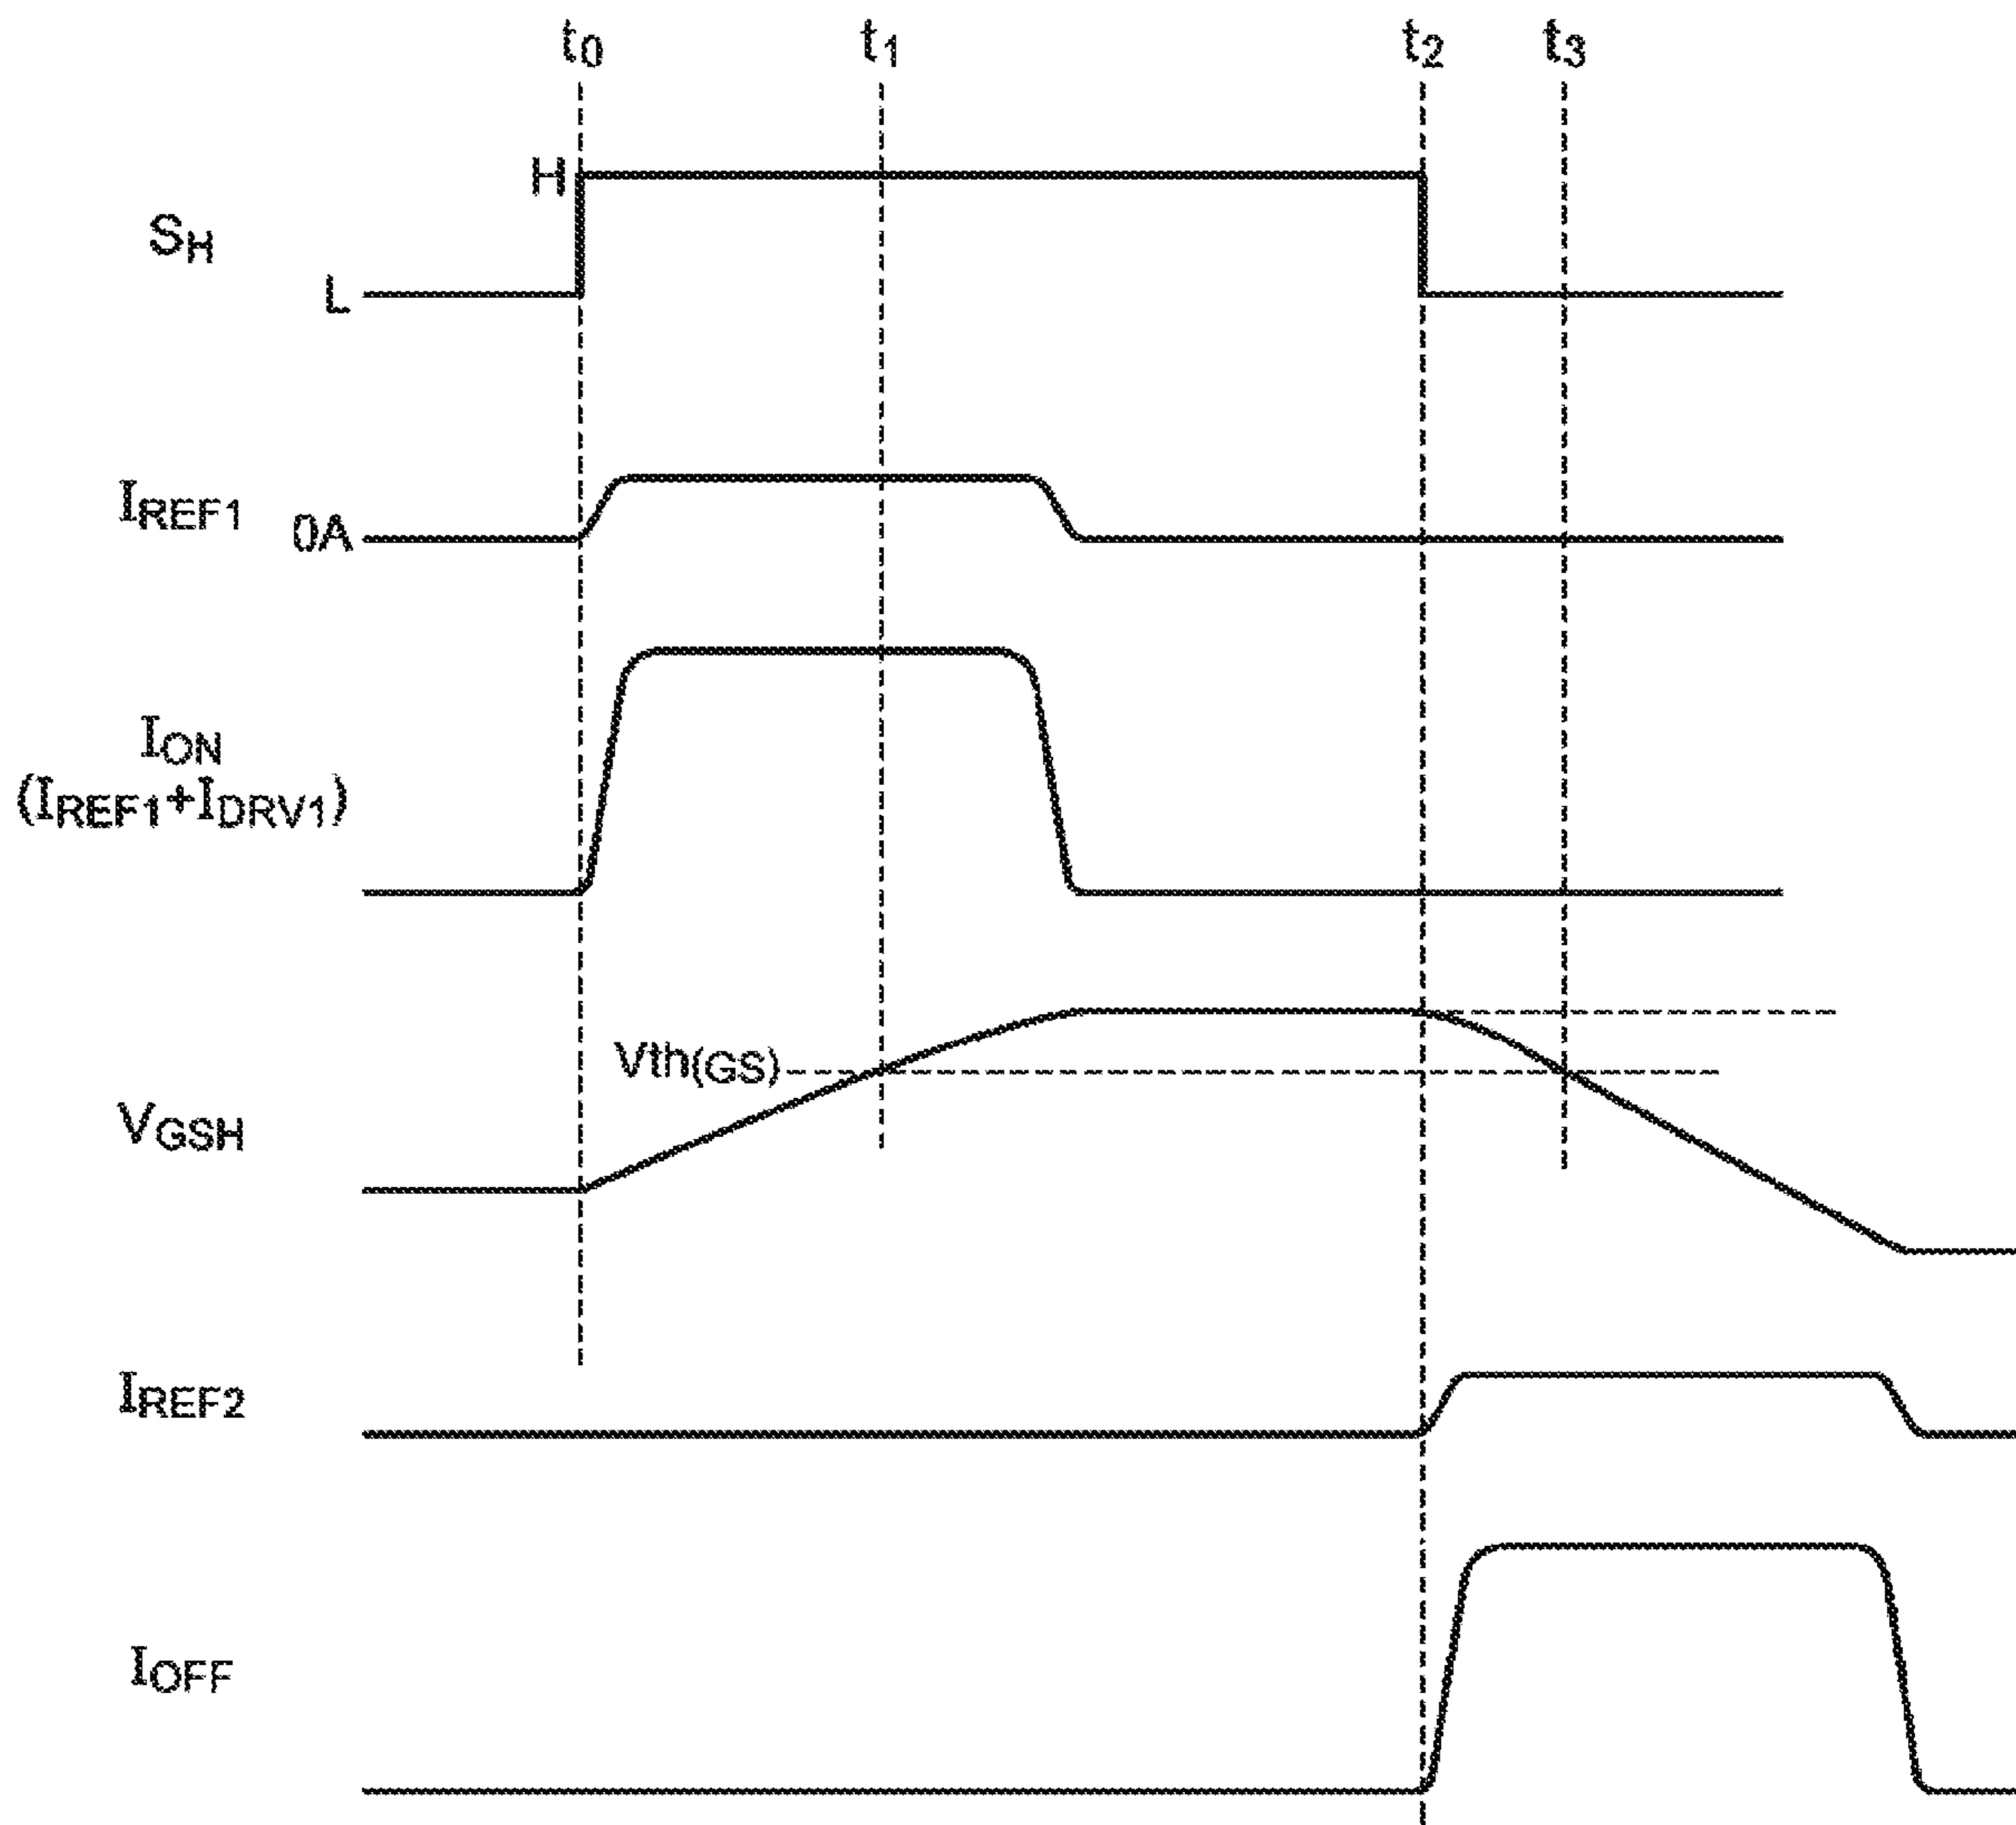 t0 t1 t2 t3
H
SH
L
IREF1 0A
ION
(IREF1+IDRV1)
Vth(GS)
VGSH
IREF2
IOFF